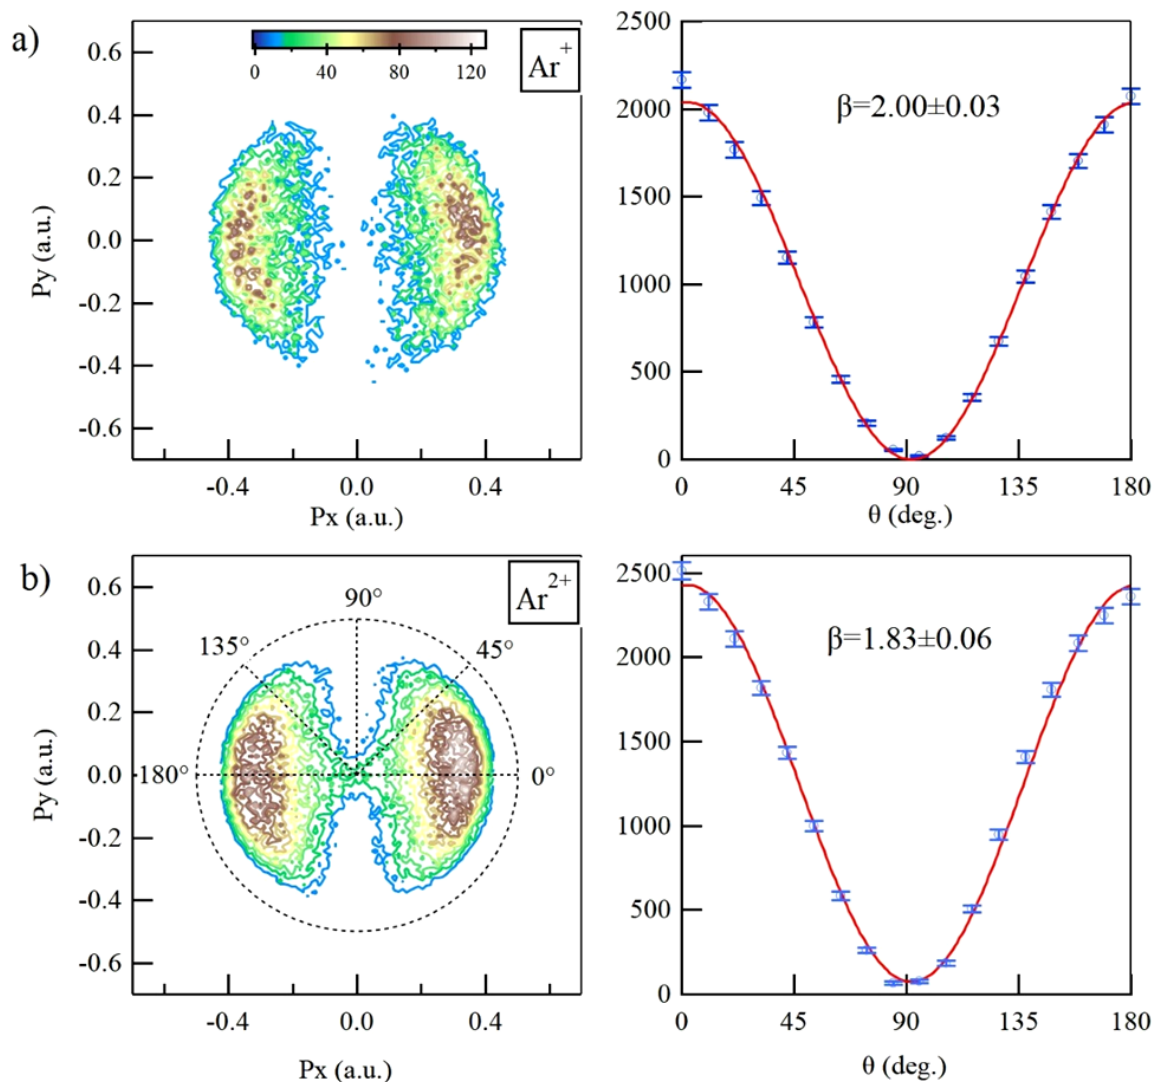 a)
Ar+
0 40 80 120
0.6
0.4
0.2
0.0
-0.2
-0.4
-0.6
Py (a.u.)
-0.4 0.0 0.4
Px (a.u.)
2500
2000
1500
1000
500
0
β=2.00±0.03
0 45 90 135 180
θ (deg.)
b)
Ar2+
0.6
0.4
0.2
0.0
-0.2
-0.4
-0.6
Py (a.u.)
90°
135° 45°
180° 0°
-0.4 0.0 0.4
Px (a.u.)
2500
2000
1500
1000
500
0
β=1.83±0.06
0 45 90 135 180
θ (deg.)